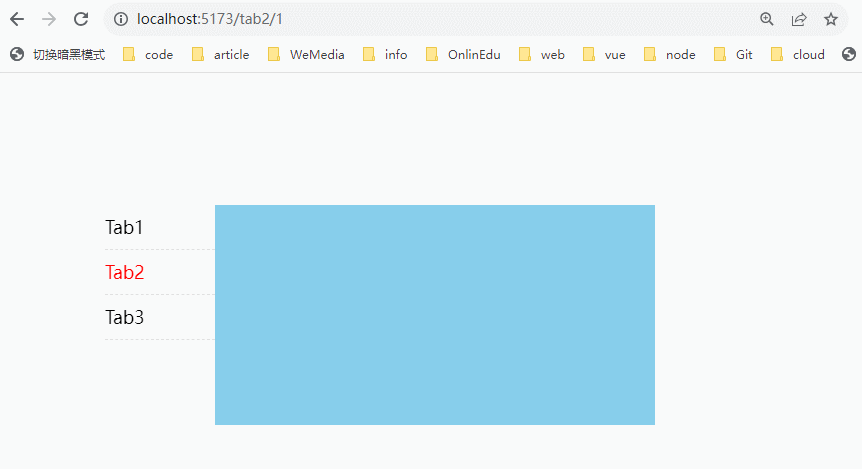 localhost:5173/tab2/1
切换暗黑模式 code article WeMedia info OnlinEdu web vue node Git cloud
Tab1
Tab2
Tab3